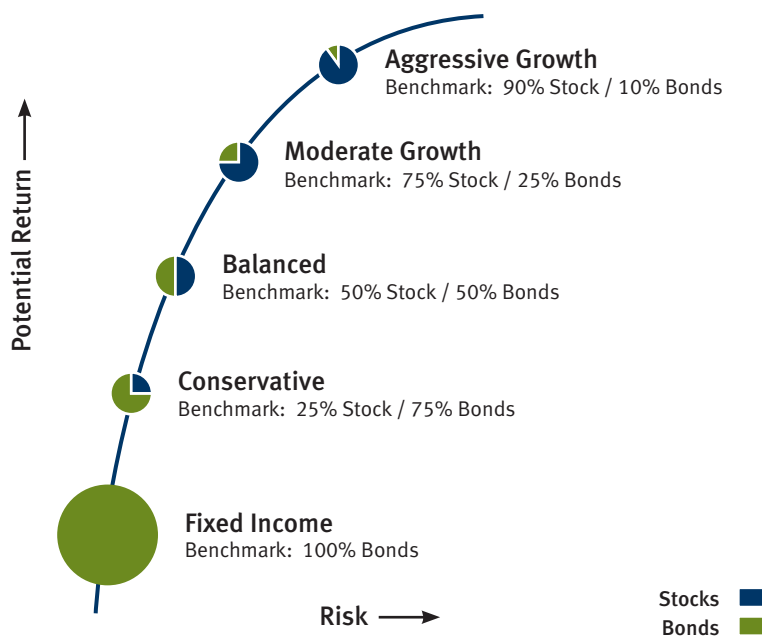 Aggressive Growth
Benchmark: 90% Stock / 10% Bonds
Moderate Growth
Benchmark: 75% Stock / 25% Bonds
Balanced
Benchmark: 50% Stock / 50% Bonds
Conservative
Benchmark: 25% Stock / 75% Bonds
Fixed Income
Benchmark: 100% Bonds
Potential Return
Risk
Stocks
Bonds